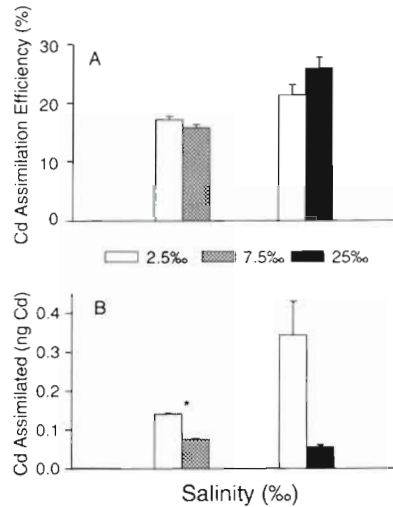 Cd Assimilation Efficiency (%)
A
30
20
10
0
2.5‰ 7.5‰ 25‰
Cd Assimilated (ng Cd)
B
0.4
0.3
0.2
0.1
0.0
*
Salinity (‰)